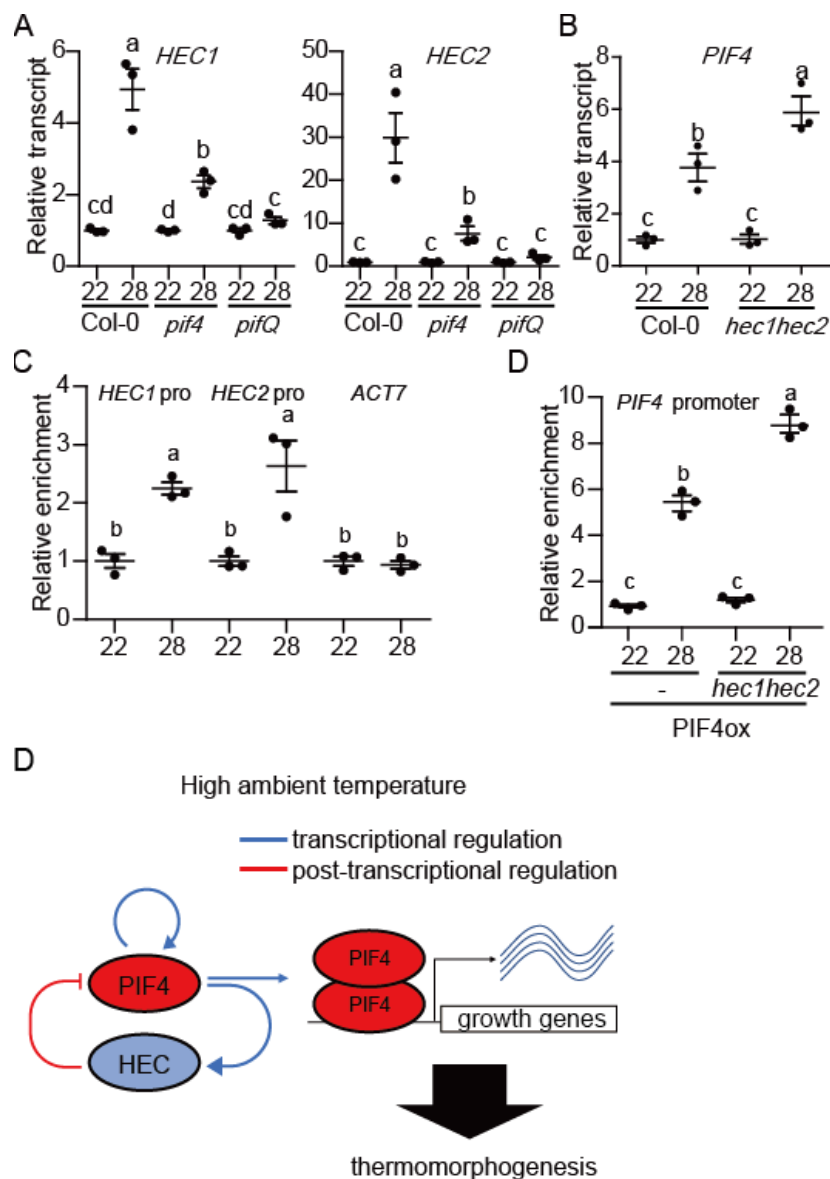 A
HEC1
Relative transcript
6
4
2
0
cd
a
d
b
cd
c
22 28 22 28 22 28
Col-0 pif4 pifQ
HEC2
50
40
30
20
10
0
c
a
c
b
c
c
22 28 22 28 22 28
Col-0 pif4 pifQ
B
PIF4
Relative transcript
8
6
4
2
0
c
b
c
a
22 28 22 28
Col-0 hec1hec2
C
HEC1 pro HEC2 pro ACT7
Relative enrichment
4
3
2
1
0
b
a
b
a
b
b
22 28 22 28 22 28
D
PIF4 promoter
Relative enrichment
10
8
6
4
2
0
c
b
c
a
22 28 22 28
- hec1hec2
PIF4ox
D
High ambient temperature
transcriptional regulation
post-transcriptional regulation
PIF4
HEC
PIF4
PIF4
growth genes
thermomorphogenesis